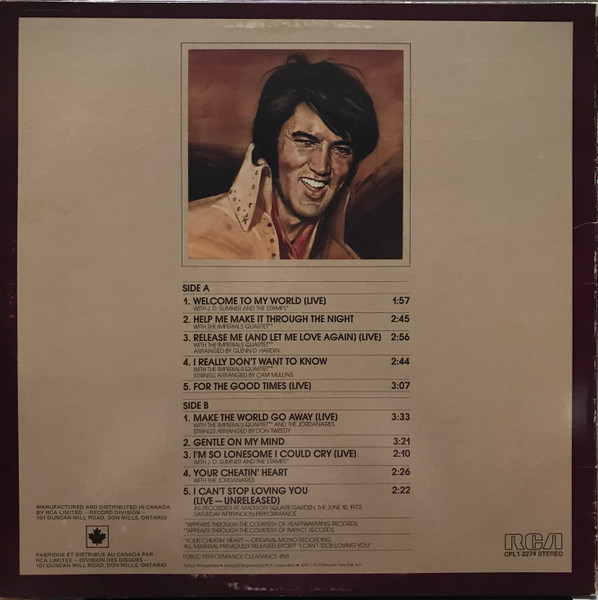 SIDE A
1. WELCOME TO MY WORLD (LIVE) 1:57
WITH J. D. SUMNER AND THE STAMPS*
2. HELP ME MAKE IT THROUGH THE NIGHT 2:45
WITH THE IMPERIALS QUARTET**
3. RELEASE ME (AND LET ME LOVE AGAIN) (LIVE) 2:56
WITH THE IMPERIALS QUARTET**
ARRANGED BY GLENN D. HARDIN
4. I REALLY DON'T WANT TO KNOW 2:44
WITH THE IMPERIALS QUARTET**
STRINGS ARRANGED BY CAM MULLINS
5. FOR THE GOOD TIMES (LIVE) 3:07
SIDE B
1. MAKE THE WORLD GO AWAY (LIVE) 3:33
WITH THE IMPERIALS QUARTET** AND THE JORDANAIRES
STRINGS ARRANGED BY DON TWEEDY
2. GENTLE ON MY MIND 3:21
3. I'M SO LONESOME I COULD CRY (LIVE) 2:10
WITH J. D. SUMNER AND THE STAMPS*
4. YOUR CHEATIN' HEART 2:26
WITH THE JORDANAIRES
5. I CAN'T STOP LOVING YOU 2:22
(LIVE — UNRELEASED)
AS RECORDED AT MADISON SQUARE GARDEN, THE JUNE 10, 1972
SATURDAY AFTERNOON PERFORMANCE
*APPEARS THROUGH THE COURTESY OF HEARTWARMING RECORDS
**APPEARS THROUGH THE COURTESY OF IMPACT RECORDS
"YOUR CHEATIN' HEART"—ORIGINAL MONO RECORDING
ALL MATERIAL PREVIOUSLY RELEASED EXCEPT "I CAN'T STOP LOVING YOU"
PUBLIC PERFORMANCE CLEARANCE-BMI
MANUFACTURED AND DISTRIBUTED IN CANADA
BY RCA LIMITED — RECORD DIVISION —
101 DUNCAN MILL ROAD, DON MILLS, ONTARIO
FABRIQUÉ ET DISTRIBUÉ AU CANADA PAR
RCA LIMITÉE — DIVISION DES DISQUES —
101 DUNCAN MILL ROAD, DON MILLS, ONTARIO
RCA
CPL1-2274 STEREO